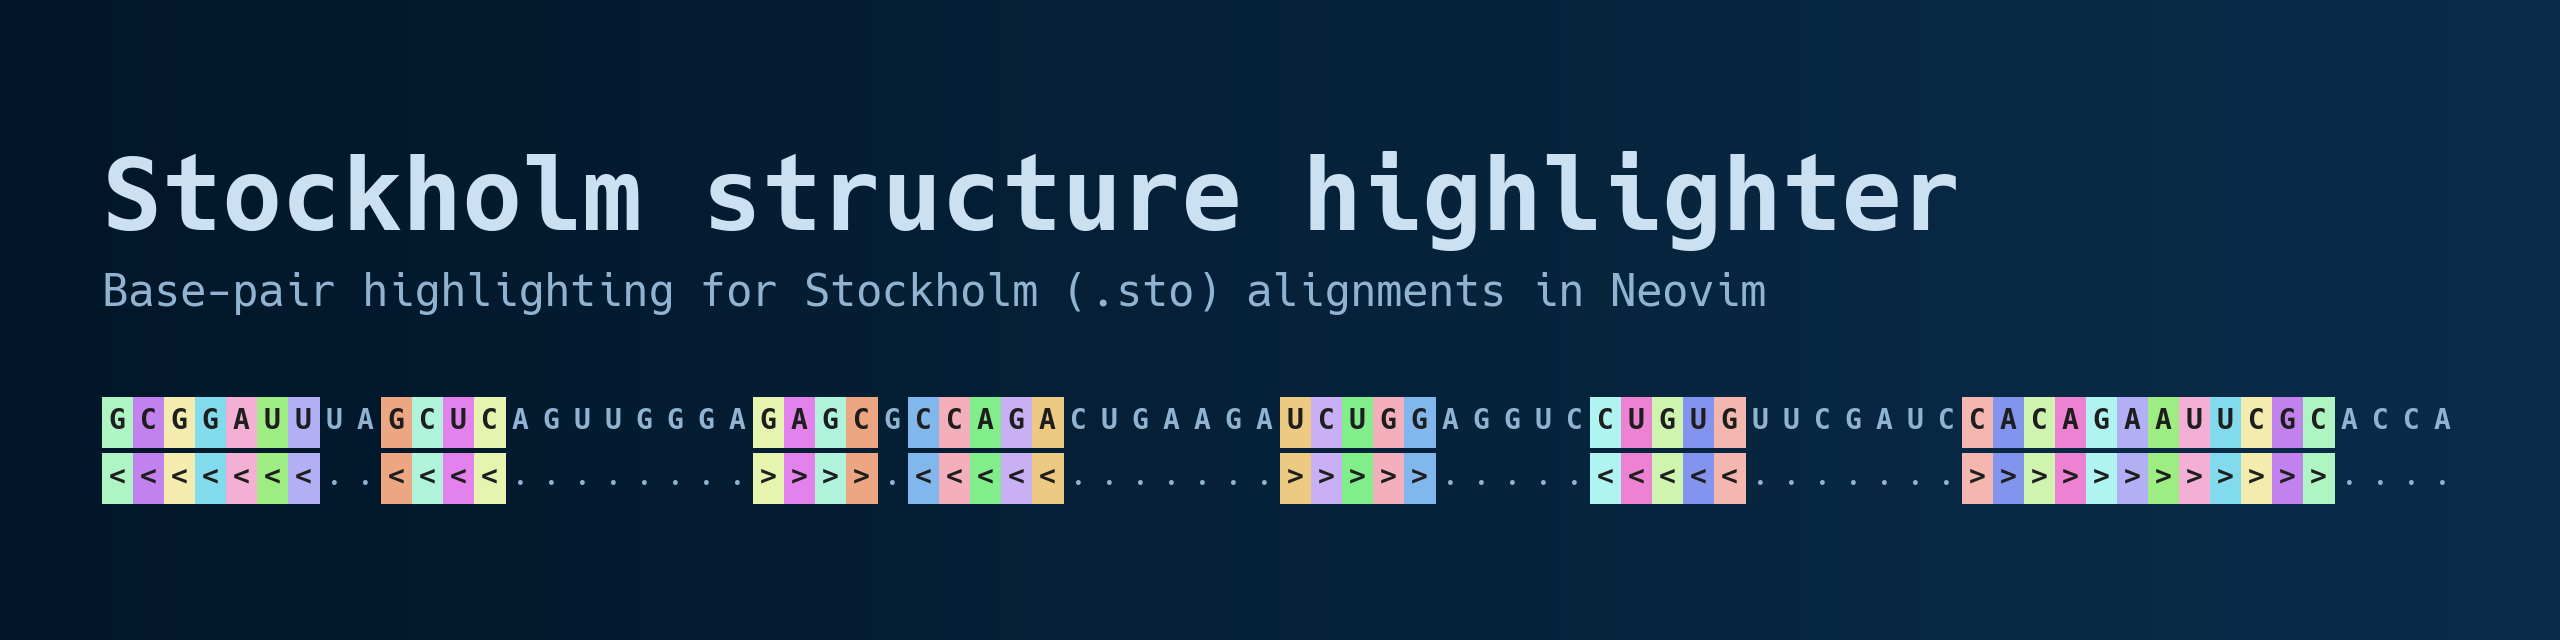 Stockholm structure highlighter
Base-pair highlighting for Stockholm (.sto) alignments in Neovim
GCGGAUUUAGCUCAGUUGGGAGAGCGCCAGACUGAAGAUCUGGAGGUCCUGUGUUCGAUCCACAGAAUUCGCACCA
<<<<<<<..<<<<........>>>>.<<<<<.......>>>>>.....<<<<<.......>>>>>>>>>>>>....